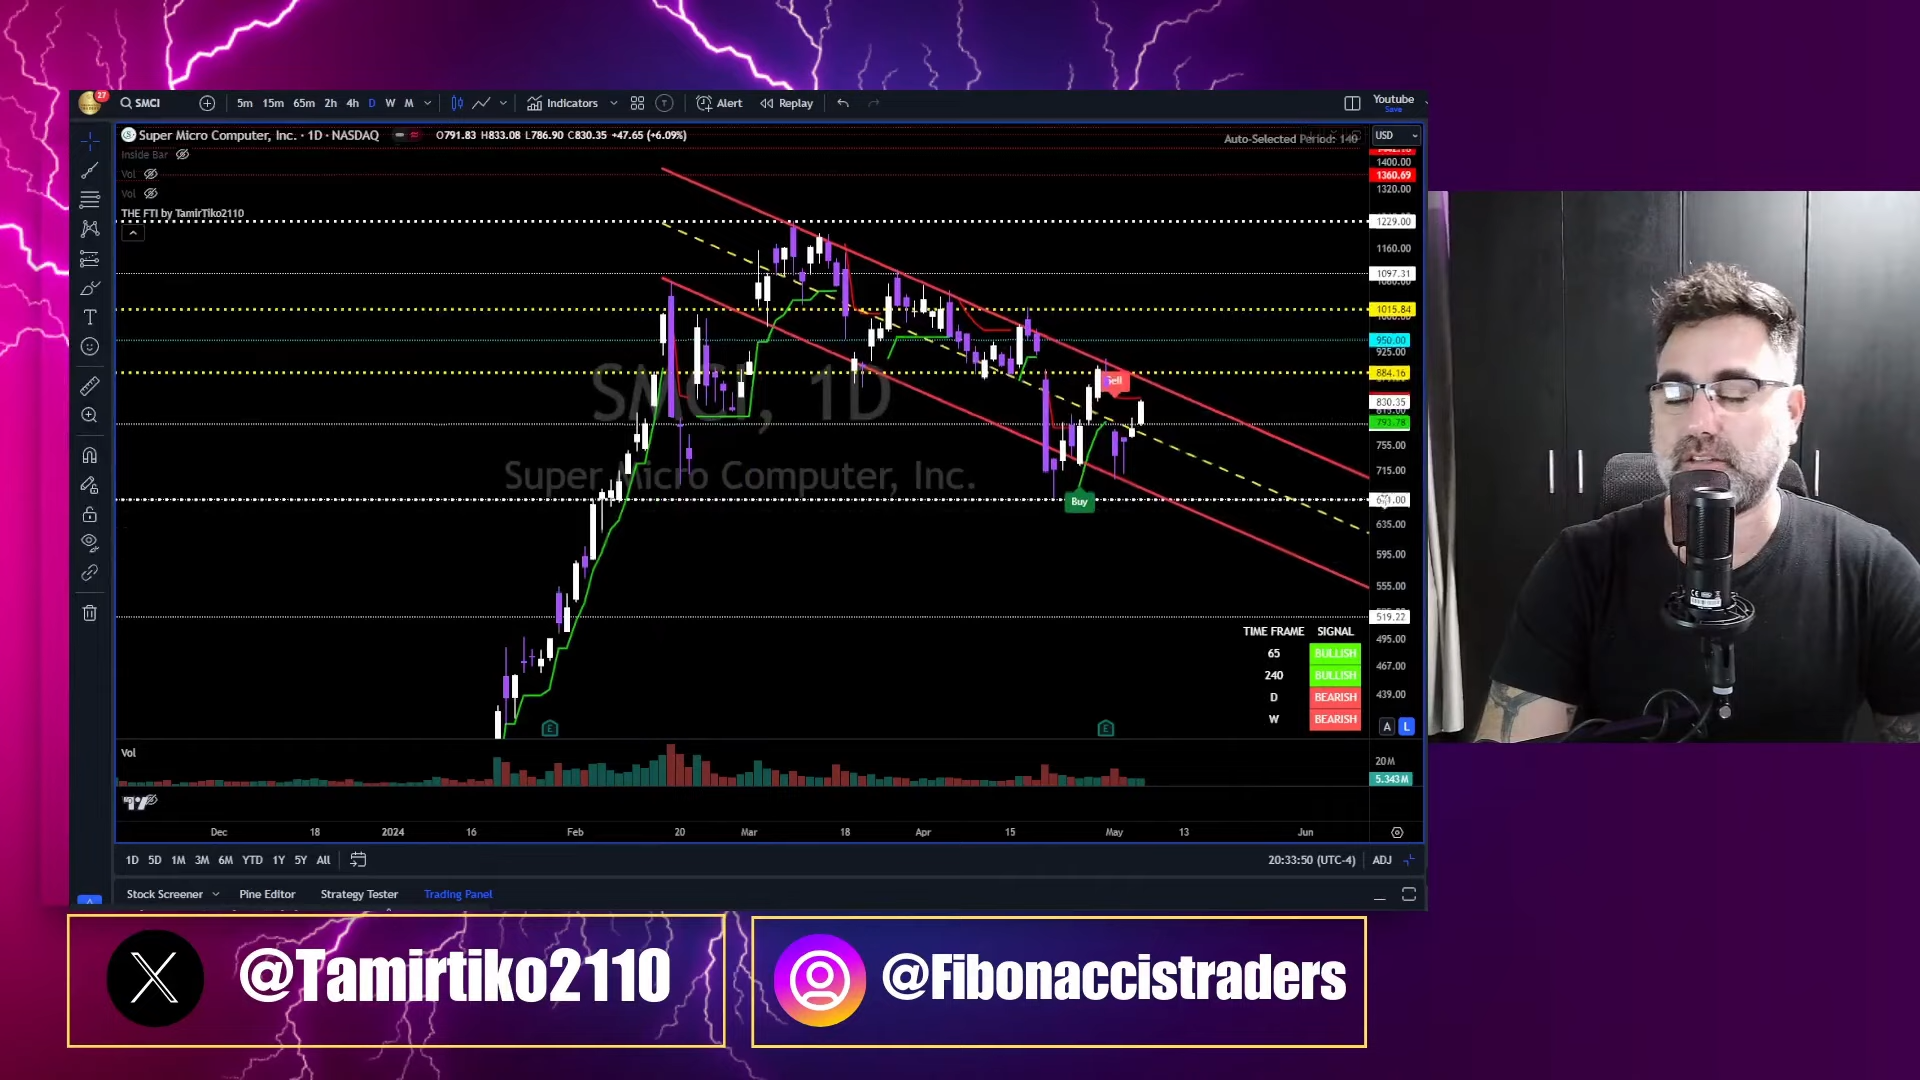 27
SMCI
5m 15m 65m 2h 4h D W M
Indicators
Alert
Replay
Youtube
Save
Super Micro Computer, Inc. · 1D · NASDAQ
O791.83 H833.08 L786.90 C830.35 +47.65 (+6.09%)
Auto-Selected Period: 140
USD
Inside Bar
Vol
Vol
THE FTI by TamirTiko2110
1400.00
1360.69
1320.00
1229.00
1160.00
1097.31
1015.84
950.00
925.00
884.16
830.35
793.78
755.00
715.00
635.00
595.00
555.00
519.22
495.00
467.00
439.00
SMCI, 1D
Super Micro Computer, Inc.
Sell
Buy
TIME FRAME SIGNAL
65 BULLISH
240 BULLISH
D BEARISH
W BEARISH
E
E
A L
Vol
20M
5.343M
Dec 18 2024 16 Feb 20 Mar 18 Apr 15 May 13 Jun
1D 5D 1M 3M 6M YTD 1Y 5Y All
20:33:50 (UTC-4) ADJ
Stock Screener Pine Editor Strategy Tester Trading Panel
@Tamirtiko2110
@Fibonaccistraders